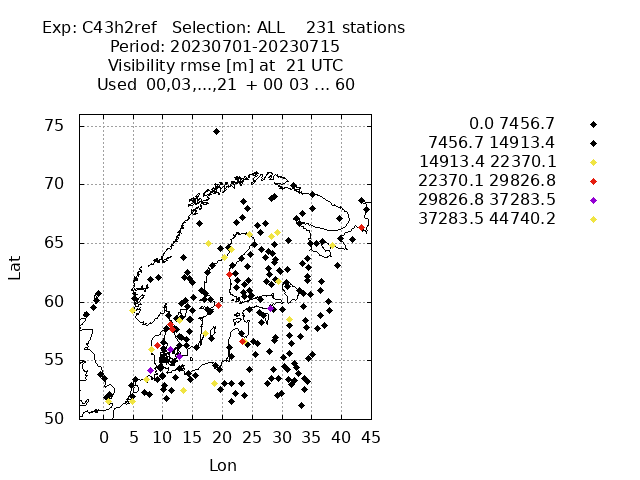 Exp: C43h2ref   Selection: ALL    231 stations
Period: 20230701-20230715
Visibility rmse [m] at  21 UTC
Used  00,03,...,21  + 00 03 ... 60
0.0 7456.7
7456.7 14913.4
14913.4 22370.1
22370.1 29826.8
29826.8 37283.5
37283.5 44740.2
75
70
65
60
55
50
Lat
0 5 10 15 20 25 30 35 40 45
Lon